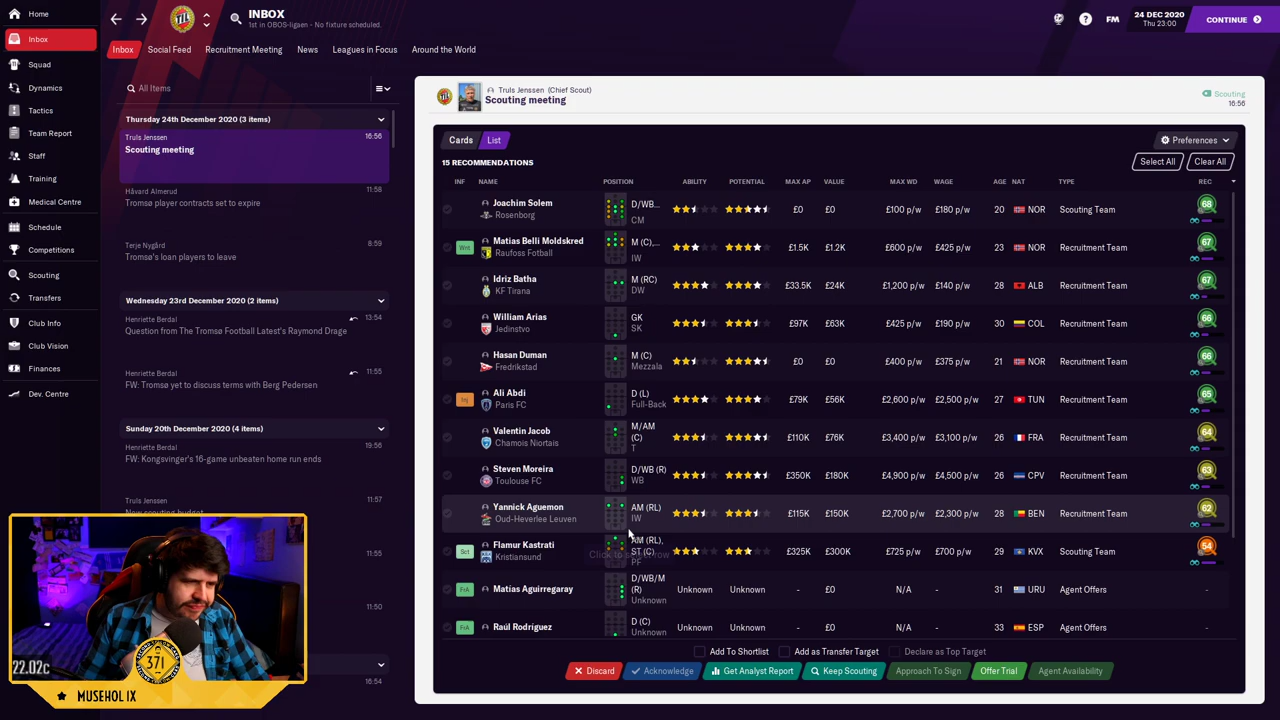 Home
Inbox
Squad
Dynamics
Tactics
Team Report
Staff
Training
Medical Centre
Schedule
Competitions
Scouting
Transfers
Club Info
Club Vision
Finances
Dev. Centre
TIL
INBOX
1st in OBOS-ligaen - No fixture scheduled.
FM
24 DEC 2020
Thu 23:00
CONTINUE
Inbox Social Feed Recruitment Meeting News Leagues in Focus Around the World
All Items
Thursday 24th December 2020 (3 items)
Truls Jenssen 16:56
Scouting meeting
Håvard Almerud 11:58
Tromsø player contracts set to expire
Terje Nygård 8:59
Tromsø's loan players to leave
Wednesday 23rd December 2020 (2 items)
Henriette Berdal 13:54
Question from The Tromsø Football Latest's Raymond Drage
Henriette Berdal 11:55
FW: Tromsø yet to discuss terms with Berg Pedersen
Sunday 20th December 2020 (4 items)
Henriette Berdal 19:56
FW: Kongsvinger's 16-game unbeaten home run ends
Truls Jenssen 11:57
11:55
11:50
16:54
22.02c
371
MUSEHOL IX
Truls Jenssen (Chief Scout)
Scouting meeting
Scouting
16:56
Cards List
Preferences
15 RECOMMENDATIONS
Select All Clear All
INF NAME POSITION ABILITY POTENTIAL MAX AP VALUE MAX WD WAGE AGE NAT TYPE REC
Joachim Solem D/WB... £0 £0 £100 p/w £180 p/w 20 NOR Scouting Team 68
Rosenborg CM
Wnt Matias Belli Moldskred M (C),... £1.5K £1.2K £600 p/w £425 p/w 23 NOR Recruitment Team 67
Raufoss Fotball IW
Idriz Batha M (RC) £33.5K £24K £1,200 p/w £140 p/w 28 ALB Recruitment Team 67
KF Tirana DW
William Arias GK £97K £63K £425 p/w £190 p/w 30 COL Recruitment Team 66
Jedinstvo SK
Hasan Duman M (C) £0 £0 £400 p/w £375 p/w 21 NOR Recruitment Team 66
Fredrikstad Mezzala
Inj Ali Abdi D (L) £79K £56K £2,600 p/w £2,500 p/w 27 TUN Recruitment Team 65
Paris FC Full-Back
Valentin Jacob M/AM (C) £110K £76K £3,400 p/w £3,100 p/w 26 FRA Recruitment Team 64
Chamois Niortais T
Steven Moreira D/WB (R) £350K £180K £4,900 p/w £4,500 p/w 26 CPV Recruitment Team 63
Toulouse FC WB
Yannick Aguemon AM (RL) £115K £150K £2,700 p/w £2,300 p/w 28 BEN Recruitment Team 62
Oud-Heverlee Leuven IW
Sct Flamur Kastrati AM (RL), ST (C) £325K £300K £725 p/w £700 p/w 29 KVX Scouting Team 54
Kristiansund PF
FrA Matías Aguirregaray D/WB/M (R) Unknown Unknown Unknown - £0 N/A - 31 URU Agent Offers -
FrA Raúl Rodríguez D (C) Unknown Unknown Unknown - £0 N/A - 33 ESP Agent Offers -
Add To Shortlist Add as Transfer Target Declare as Top Target
Discard Acknowledge Get Analyst Report Keep Scouting Approach To Sign Offer Trial Agent Availability